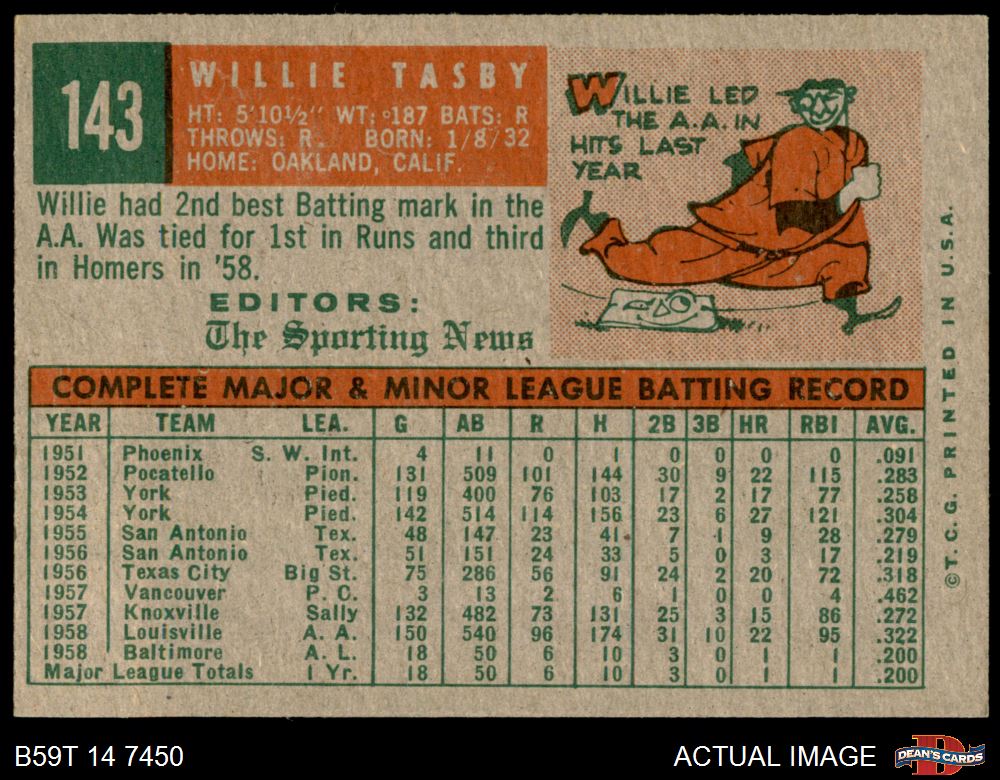 143
WILLIE TASBY
HT: 5'10½" WT: 187 BATS: R
THROWS: R. BORN: 1/8/32
HOME: OAKLAND, CALIF.
WILLIE LED
THE A.A. IN
HITS LAST
YEAR
Willie had 2nd best Batting mark in the
A.A. Was tied for 1st in Runs and third
in Homers in '58.
EDITORS:
The Sporting News
COMPLETE MAJOR & MINOR LEAGUE BATTING RECORD
YEAR TEAM LEA. G AB R H 2B 3B HR RBI AVG.
1951 Phoenix S. W. Int. 4 11 0 1 0 0 0 0 .091
1952 Pocatello Pion. 131 509 101 144 30 9 22 115 .283
1953 York Pied. 119 400 76 103 17 2 17 77 .258
1954 York Pied. 142 514 114 156 23 6 27 121 .304
1955 San Antonio Tex. 48 147 23 41 7 1 9 28 .279
1956 San Antonio Tex. 51 151 24 33 5 0 3 17 .219
1956 Texas City Big St. 75 286 56 91 24 2 20 72 .318
1957 Vancouver P. C. 3 13 2 6 1 0 0 4 .462
1957 Knoxville Sally 132 482 73 131 25 3 15 86 .272
1958 Louisville A. A. 150 540 96 174 31 10 22 95 .322
1958 Baltimore A. L. 18 50 6 10 3 0 1 1 .200
Major League Totals 1 Yr. 18 50 6 10 3 0 1 1 .200
©T. C. G. PRINTED IN U.S.A.
B59T 14 7450
ACTUAL IMAGE
D
DEAN'S CARDS